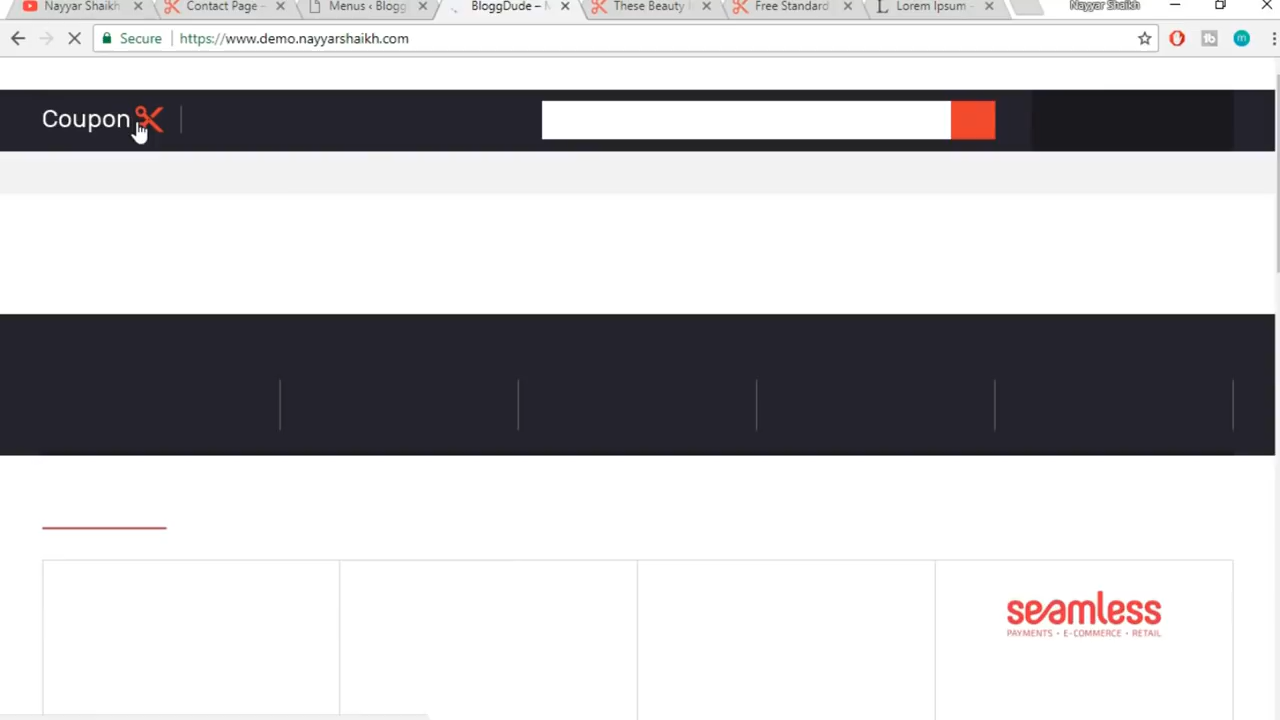 Nayyar Shaikh
Contact Page -
Menus ‹ Blogg
BloggDude –
These Beauty
Free Standard
Lorem Ipsum -
Nayyar Shaikh
Secure
https://www.demo.nayyarshaikh.com
Coupon
seamless
PAYMENTS • E-COMMERCE • RETAIL